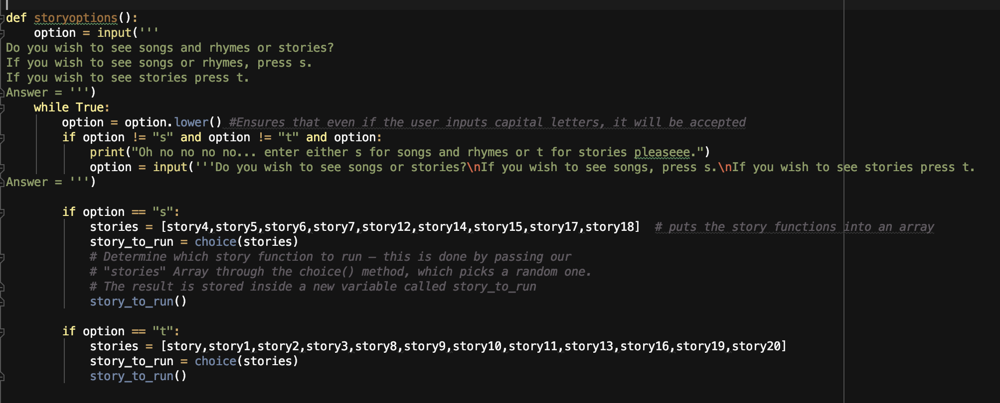 def storyoptions():
    option = input('''
Do you wish to see songs and rhymes or stories?
If you wish to see songs or rhymes, press s.
If you wish to see stories press t.
Answer = ''')
    while True:
        option = option.lower() #Ensures that even if the user inputs capital letters, it will be accepted
        if option != "s" and option != "t" and option:
            print("Oh no no no no... enter either s for songs and rhymes or t for stories pleaseee.")
            option = input('''Do you wish to see songs or stories?\nIf you wish to see songs, press s.\nIf you wish to see stories press t.
Answer = ''')
        if option == "s":
            stories = [story4,story5,story6,story7,story12,story14,story15,story17,story18]  # puts the story functions into an array
            story_to_run = choice(stories)
            # Determine which story function to run – this is done by passing our
            # "stories" Array through the choice() method, which picks a random one.
            # The result is stored inside a new variable called story_to_run
            story_to_run()
        if option == "t":
            stories = [story,story1,story2,story3,story8,story9,story10,story11,story13,story16,story19,story20]
            story_to_run = choice(stories)
            story_to_run()